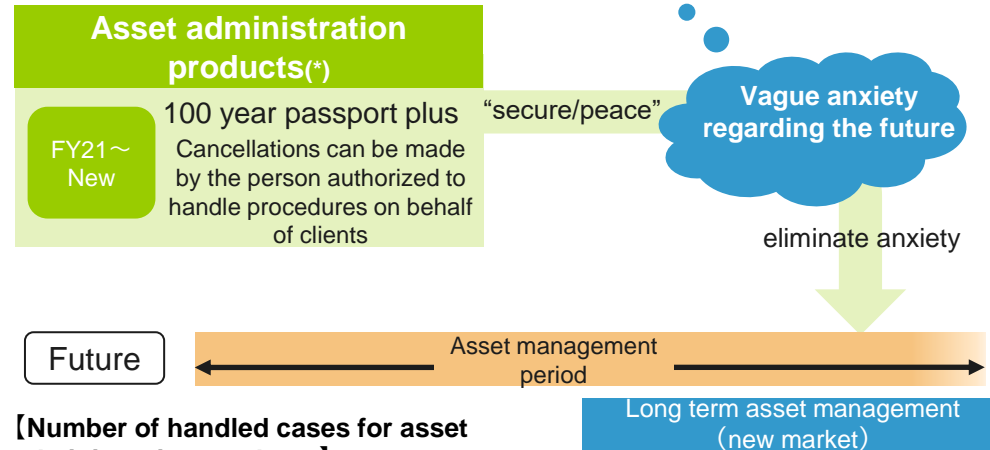 Asset administration
products(*)
FY21～
New
100 year passport plus
Cancellations can be made
by the person authorized to
handle procedures on behalf
of clients
“secure/peace”
Vague anxiety
regarding the future
eliminate anxiety
Future
Asset management
period
【Number of handled cases for asset
Long term asset management
（new market）